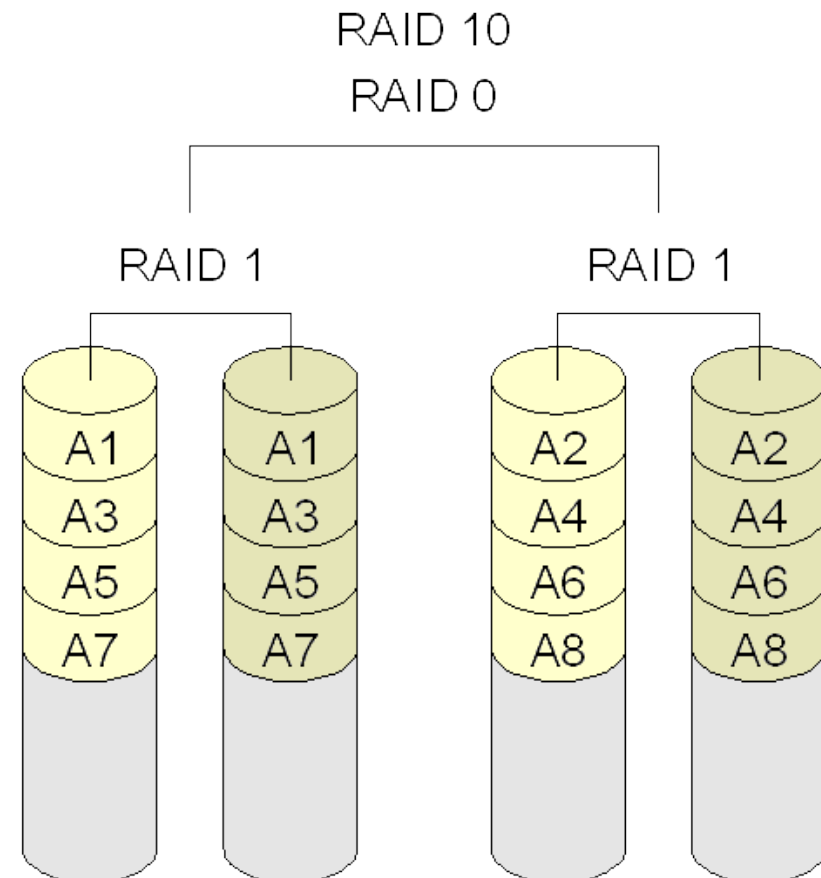 RAID 10
RAID 0
RAID 1 RAID 1
A1 A1 A2 A2
A3 A3 A4 A4
A5 A5 A6 A6
A7 A7 A8 A8